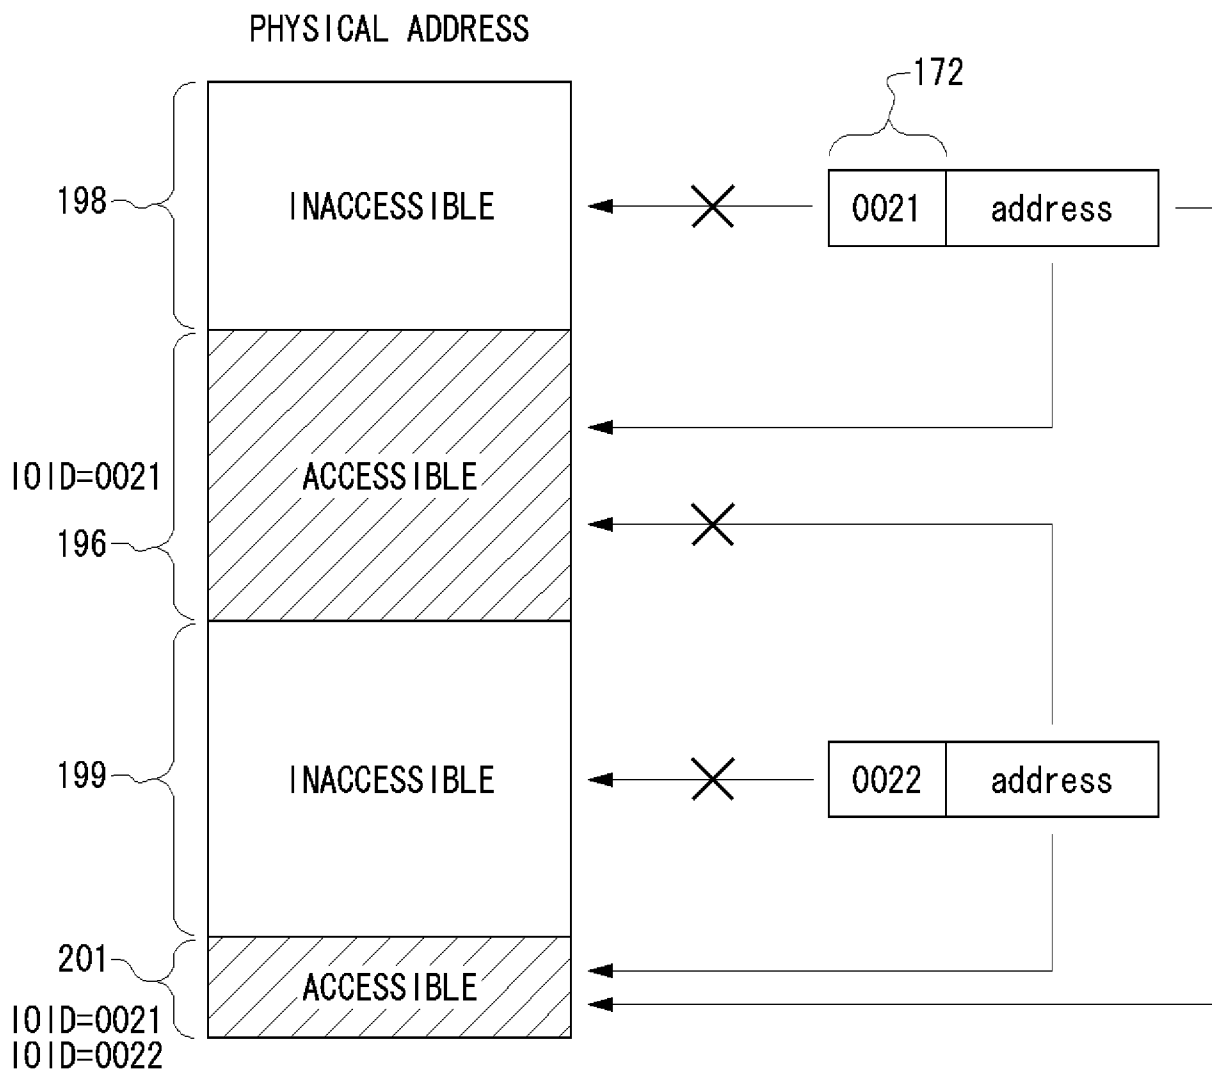 PHYSICAL ADDRESS
172
198
INACCESSIBLE
0021 address
IOID=0021
ACCESSIBLE
196
199
INACCESSIBLE
0022 address
201
ACCESSIBLE
IOID=0021
IOID=0022